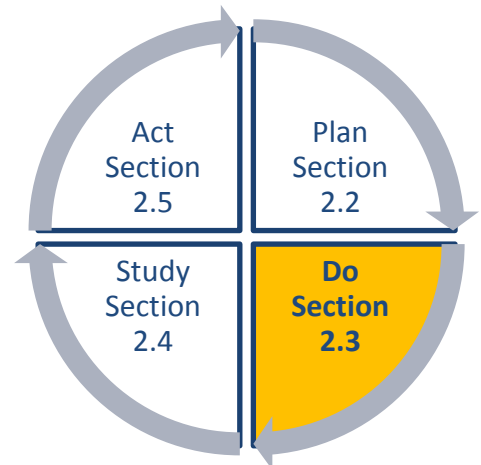 Act
Section
2.5
Plan
Section
2.2
Study
Section
2.4
Do
Section
2.3